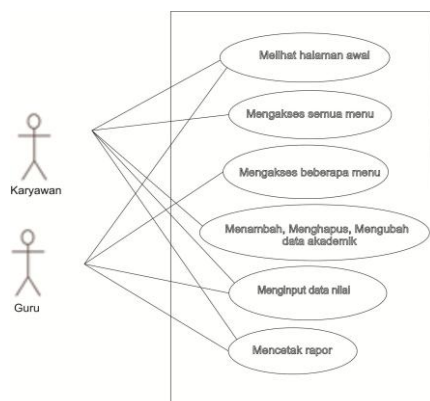 Melihat halaman awal
Mengakses semua menu
Karyawan
Mengakses beberapa menu
Menambah, Menghapus, Mengubah
data akademik
Guru
Menginput data nilai
Mencetak rapor